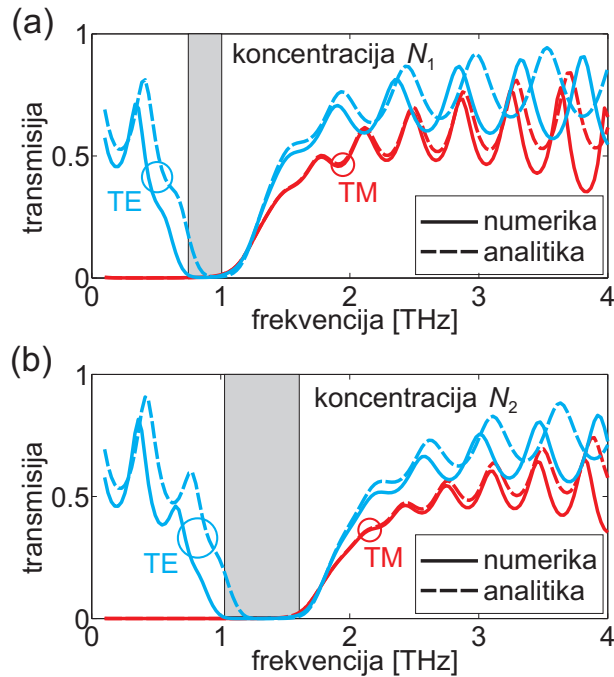 (a)
1
koncentracija N₁
transmisija
0.5
TE
TM
numerika
analitika
0
0 1 2 3 4
frekvencija [THz]
(b)
1
koncentracija N₂
transmisija
0.5
TE
TM
numerika
analitika
0
0 1 2 3 4
frekvencija [THz]